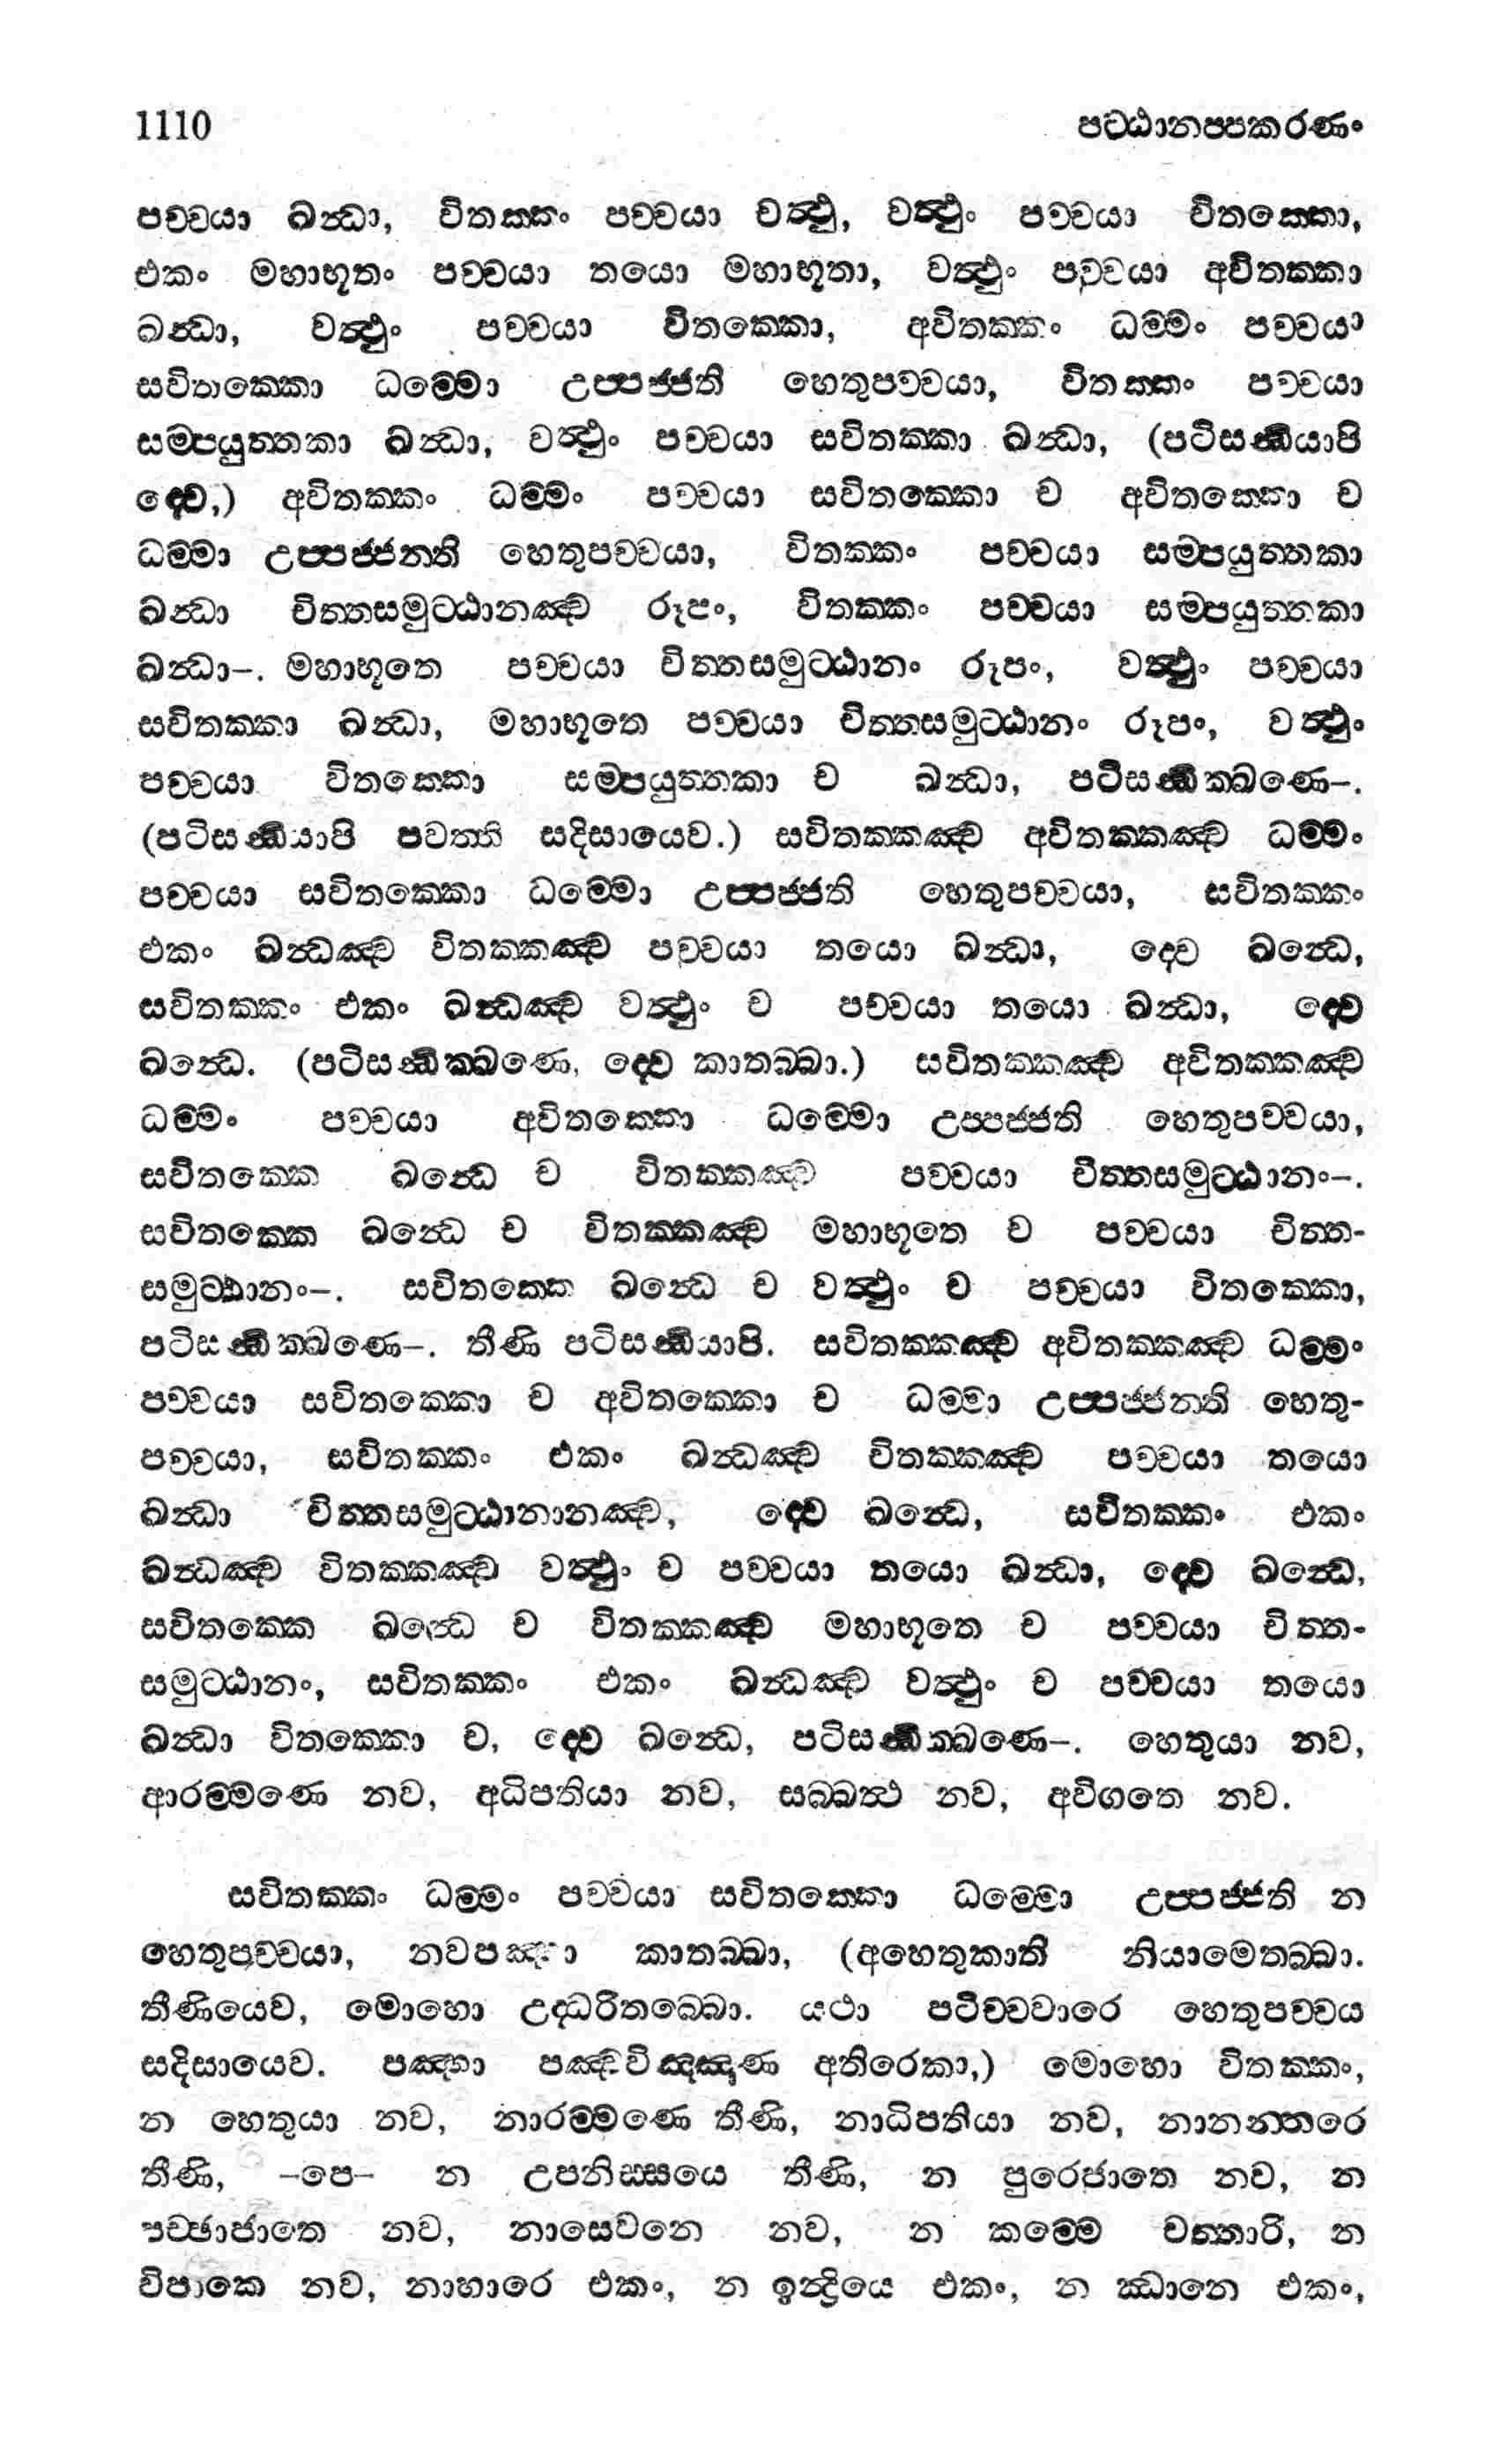 1110 පට‍්ඨානප‍්පකරණං
පච‍්චයා ඛන්‍ධා, විතක‍්කං පච‍්චයා වත්‍ථු, වත්‍ථුං පච‍්චයා විතක‍්කො,
එකං මහාභූතං පච‍්චයා තයො මහාභූතා, වත්‍ථුං පච‍්චයා අවිතක‍්කා
ඛන්‍ධා, වත්‍ථුං පච‍්චයා විතක‍්කො, අවිතක‍්කං ධම‍්මං පච‍්චයා
සවිතක‍්කො ධම‍්මො උප‍්පජ‍්ජති හෙතුපච‍්චයා, විතක‍්කං පච‍්චයා
සම‍්පයුත‍්තකා ඛන්‍ධා, වත්‍ථුං පච‍්චයා සවිතක‍්කා ඛන්‍ධා, (පටිසන්‍ධියාපි
ද‍්වෙ,) අවිතක‍්කං ධම‍්මං පච‍්චයා සවිතක‍්කො ච අවිතක‍්කො ච
ධම‍්මා උප‍්පජ‍්ජන‍්ති හෙතුපච‍්චයා, විතක‍්කං පච‍්චයා සම‍්පයුත‍්තකා
ඛන්‍ධා චිත‍්තසමුට‍්ඨානඤ‍්ච රූපං, විතක‍්කං පච‍්චයා සම‍්පයුත‍්තකා
ඛන්‍ධා–. මහාභූතෙ පච‍්චයා චිත‍්තසමුට‍්ඨානං රූපං, වත්‍ථුං පච‍්චයා
සවිතක‍්කා ඛන්‍ධා, මහාභූතෙ පච‍්චයා චිත‍්තසමුට‍්ඨානං රූපං, වත්‍ථුං
පච‍්චයා විතක‍්කො සම‍්පයුත‍්තකා ච ඛන්‍ධා, පටිසන්‍ධික‍්ඛණෙ–.
(පටිසන්‍ධියාපි පවත‍්ති සදිසායෙව.) සවිතක‍්කඤ‍්ච අවිතක‍්කඤ‍්ච ධම‍්මං
පච‍්චයා සවිතක‍්කො ධම‍්මො උප‍්පජ‍්ජති හෙතුපච‍්චයා, සවිතක‍්කං
එකං ඛන්‍ධඤ‍්ච විතක‍්කඤ‍්ච පච‍්චයා තයො ඛන්‍ධා, ද‍්වෙ ඛන්‍ධෙ,
සවිතක‍්කං එකං ඛන්‍ධඤ‍්ච වත්‍ථුං ච පච‍්චයා තයො ඛන්‍ධා, ද‍්වෙ
ඛන්‍ධෙ. (පටිසන්‍ධික‍්ඛණෙ, ද‍්වෙ කාතබ‍්බා.) සවිතක‍්කඤ‍්ච අවිතක‍්කඤ‍්ච
ධම‍්මං පච‍්චයා අවිතක‍්කො ධම‍්මො උප‍්පජ‍්ජති හෙතුපච‍්චයා,
සවිතක‍්කෙ ඛන්‍ධෙ ච විතක‍්කඤ‍්ච පච‍්චයා චිත‍්තසමුට‍්ඨානං–.
සවිතක‍්කෙ ඛන්‍ධෙ ච විතක‍්කඤ‍්ච මහාභූතෙ ච පච‍්චයා චිත‍්ත-
සමුට‍්ඨානං–. සවිතක‍්කෙ ඛන්‍ධෙ ච වත්‍ථුං ච පච‍්චයා විතක‍්කො,
පටිසන්‍ධික‍්ඛණෙ–. තීණි පටිසන්‍ධියාපි. සවිතක‍්කඤ‍්ච අවිතක‍්කඤ‍්ච ධම‍්මං
පච‍්චයා සවිතක‍්කො ච අවිතක‍්කො ච ධම‍්මා උප‍්පජ‍්ජන‍්ති හෙතු-
පච‍්චයා, සවිතක‍්කං එකං ඛන්‍ධඤ‍්ච විතක‍්කඤ‍්ච පච‍්චයා තයො
ඛන්‍ධා චිත‍්තසමුට‍්ඨානානඤ‍්ච, ද‍්වෙ ඛන්‍ධෙ, සවිතක‍්කං එකං
ඛන්‍ධඤ‍්ච විතක‍්කඤ‍්ච වත්‍ථුං ච පච‍්චයා තයො ඛන්‍ධා, ද‍්වෙ ඛන්‍ධෙ,
සවිතක‍්කෙ ඛන්‍ධෙ ච විතක‍්කඤ‍්ච මහාභූතෙ ච පච‍්චයා චිත‍්ත-
සමුට‍්ඨානං, සවිතක‍්කං එකං ඛන්‍ධඤ‍්ච වත්‍ථුං ච පච‍්චයා තයො
ඛන්‍ධා විතක‍්කො ච, ද‍්වෙ ඛන්‍ධෙ, පටිසන්‍ධික‍්ඛණෙ–. හෙතුයා නව,
ආරම‍්මණෙ නව, අධිපතියා නව, සබ‍්බත්‍ථ නව, අවිගතෙ නව.
සවිතක‍්කං ධම‍්මං පච‍්චයා සවිතක‍්කො ධම‍්මො උප‍්පජ‍්ජති න
හෙතුපච‍්චයා, නවපඤ‍්හා කාතබ‍්බා, (අහෙතුකාති නියාමෙතබ‍්බා.
තීණියෙව, මොහො උද‍්ධරිතබ‍්බො. යථා පටිච‍්චවාරෙ හෙතුපච‍්චය
සදිසායෙව. පඤ‍්හා පඤ‍්චවිඤ‍්ඤාණ අතිරෙකා,) මොහො විතක‍්කං,
න හෙතුයා නව, නාරම‍්මණෙ තීණි, නාධිපතියා නව, නානන‍්තරෙ
තීණි, –පෙ– න උපනිස‍්සයෙ තීණි, න පුරෙජාතෙ නව, න
පච‍්ඡාජාතෙ නව, නාසෙවනෙ නව, න කම‍්මෙ චත‍්තාරි, න
විපාකෙ නව, නාහාරෙ එකං, න ඉන්‍ද්‍රියෙ එකං, න ඣානෙ එකං,